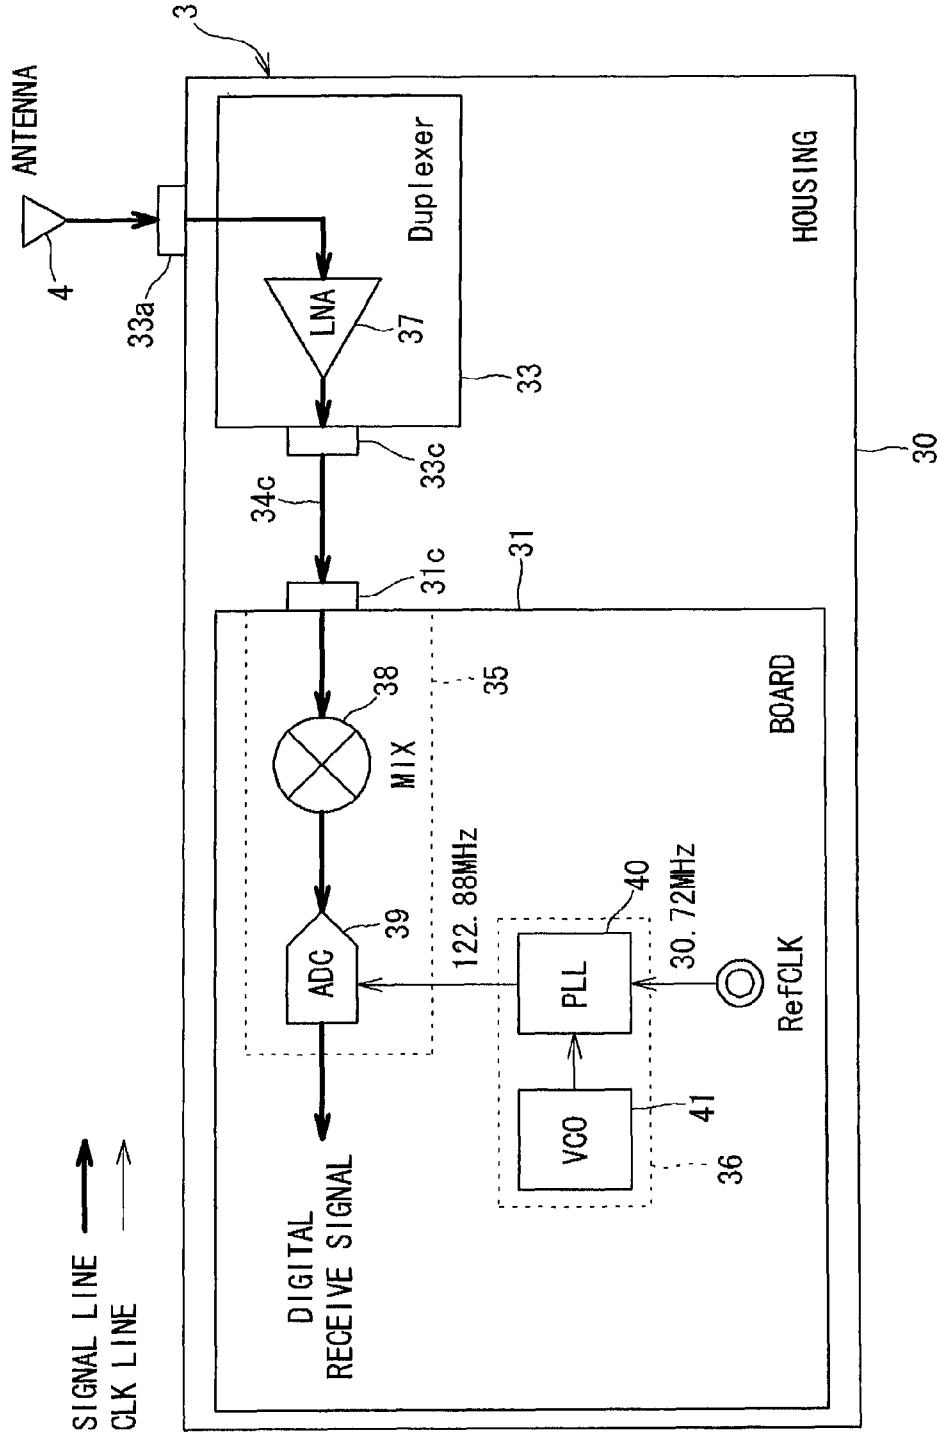 SIGNAL LINE
CLK LINE
ANTENNA
4
33a
3
DIGITAL
RECEIVE SIGNAL
ADC
39
MIX
38
35
31c
34c
33c
LNA
37
Duplexer
33
122.88MHz
VCO
41
PLL
40
36
30.72MHz
RefCLK
BOARD
31
HOUSING
30